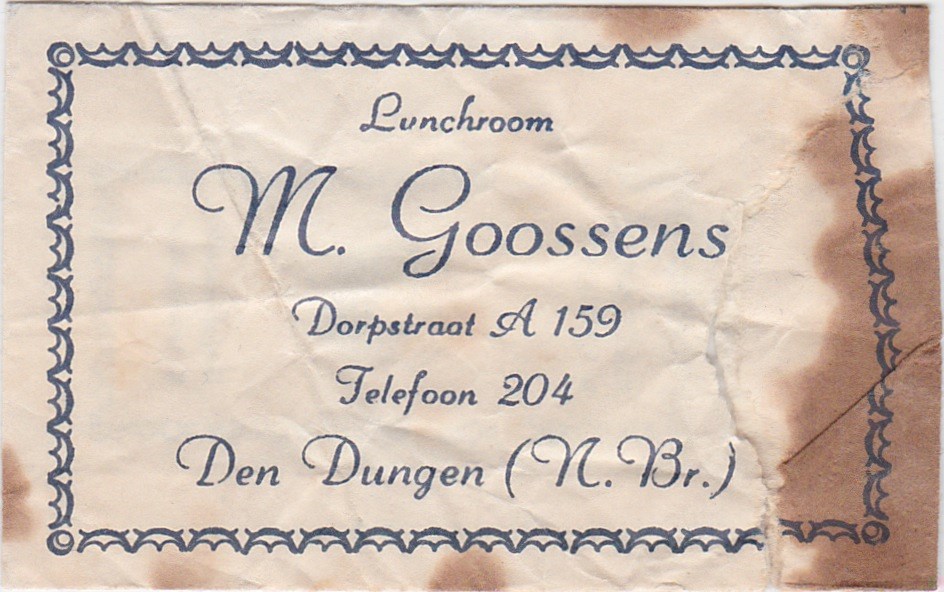 Lunchroom
M. Goossens
Dorpstraat A 159
Telefoon 204
Den Dungen (N. Br.)